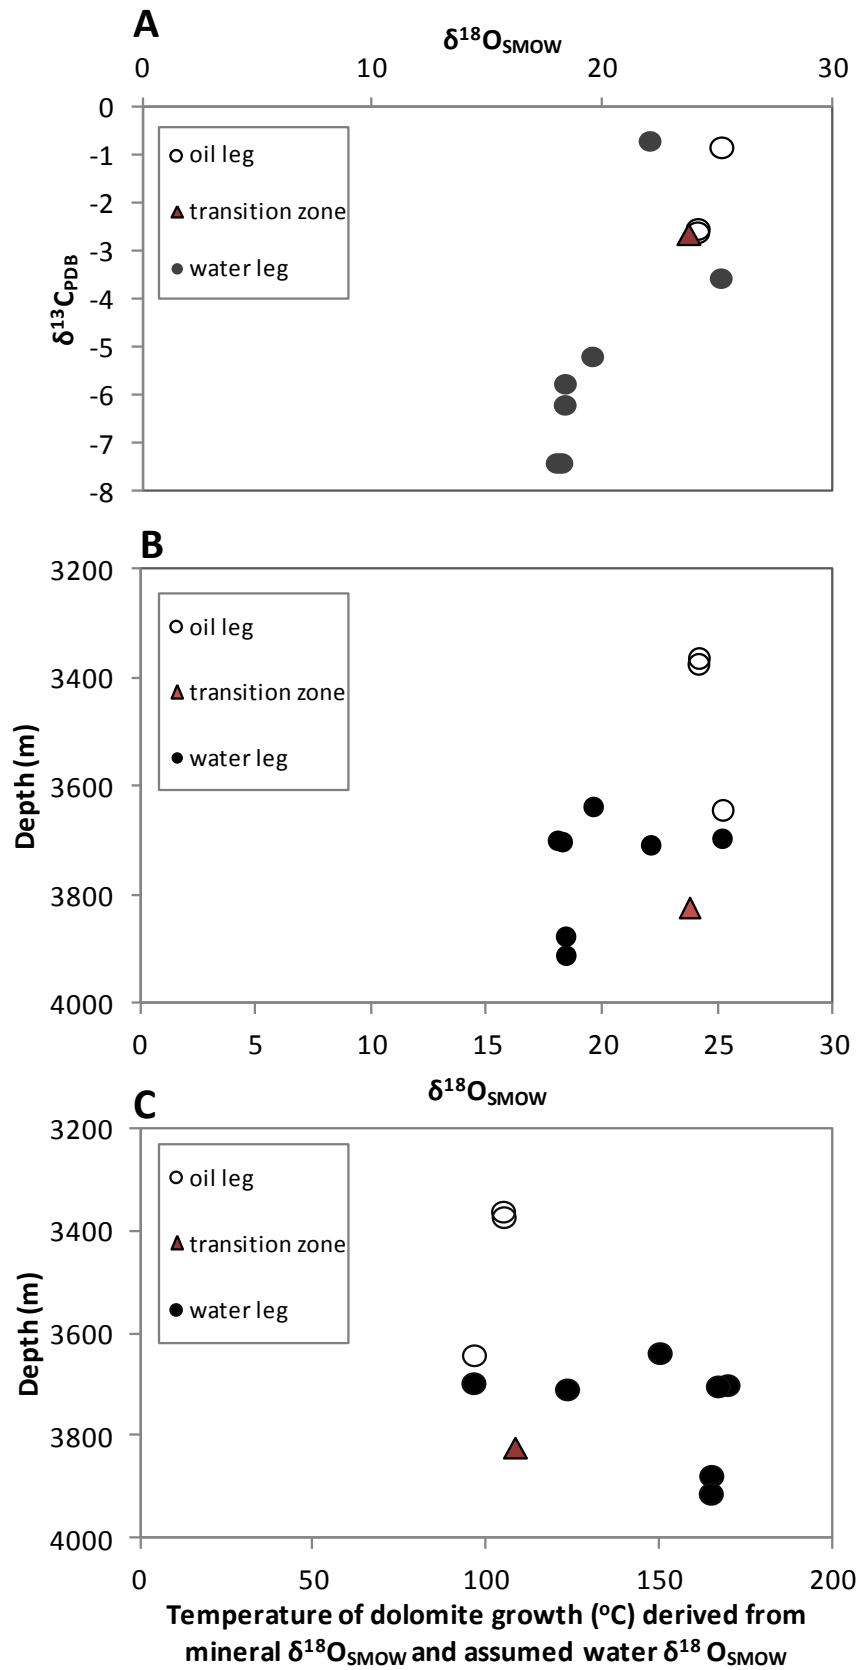 A
δ18OSMOW
0 10 20 30
0
-1
-2
-3
-4
-5
-6
-7
-8
δ13CPDB
oil leg
transition zone
water leg
B
3200
3400
3600
3800
4000
Depth (m)
oil leg
transition zone
water leg
0 5 10 15 20 25 30
δ18OSMOW
C
3200
3400
3600
3800
4000
Depth (m)
oil leg
transition zone
water leg
0 50 100 150 200
Temperature of dolomite growth (oC) derived from
mineral δ18OSMOW and assumed water δ18 OSMOW